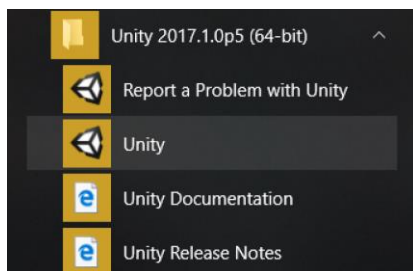 Unity 2017.1.0p5 (64-bit)
Report a Problem with Unity
Unity
Unity Documentation
Unity Release Notes